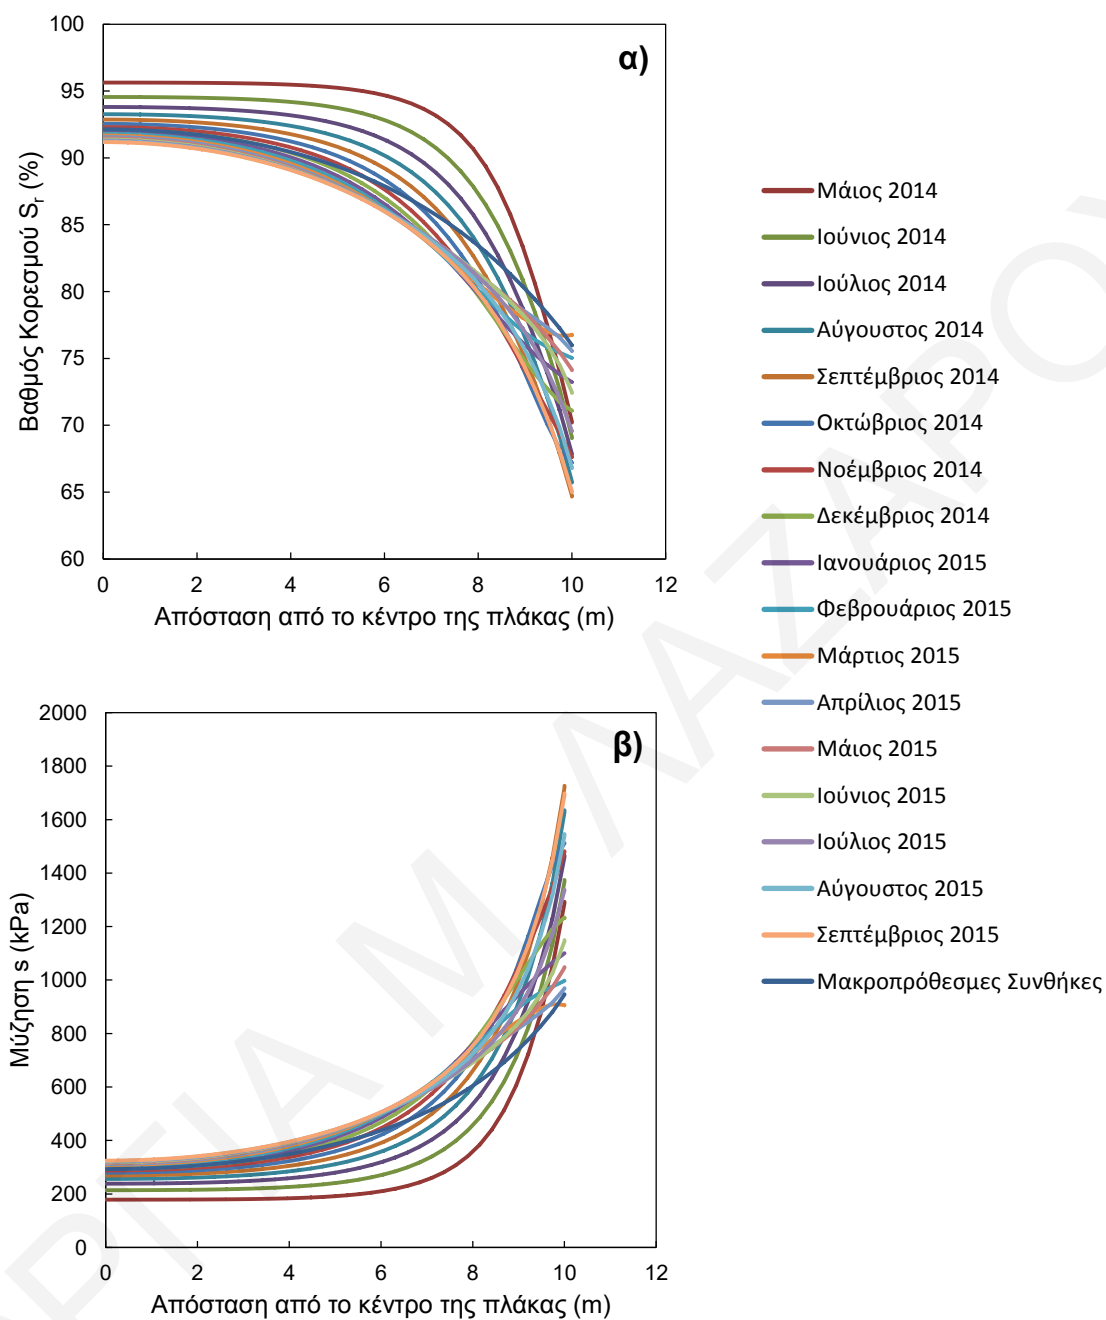 α)
100
95
90
85
80
75
70
65
60
0 2 4 6 8 10 12
Βαθμός Κορεσμού Sr (%)
Απόσταση από το κέντρο της πλάκας (m)
β)
2000
1800
1600
1400
1200
1000
800
600
400
200
0
0 2 4 6 8 10 12
Μύζηση s (kPa)
Απόσταση από το κέντρο της πλάκας (m)
Μάιος 2014
Ιούνιος 2014
Ιούλιος 2014
Αύγουστος 2014
Σεπτέμβριος 2014
Οκτώβριος 2014
Νοέμβριος 2014
Δεκέμβριος 2014
Ιανουάριος 2015
Φεβρουάριος 2015
Μάρτιος 2015
Απρίλιος 2015
Μάιος 2015
Ιούνιος 2015
Ιούλιος 2015
Αύγουστος 2015
Σεπτέμβριος 2015
Μακροπρόθεσμες Συνθήκες